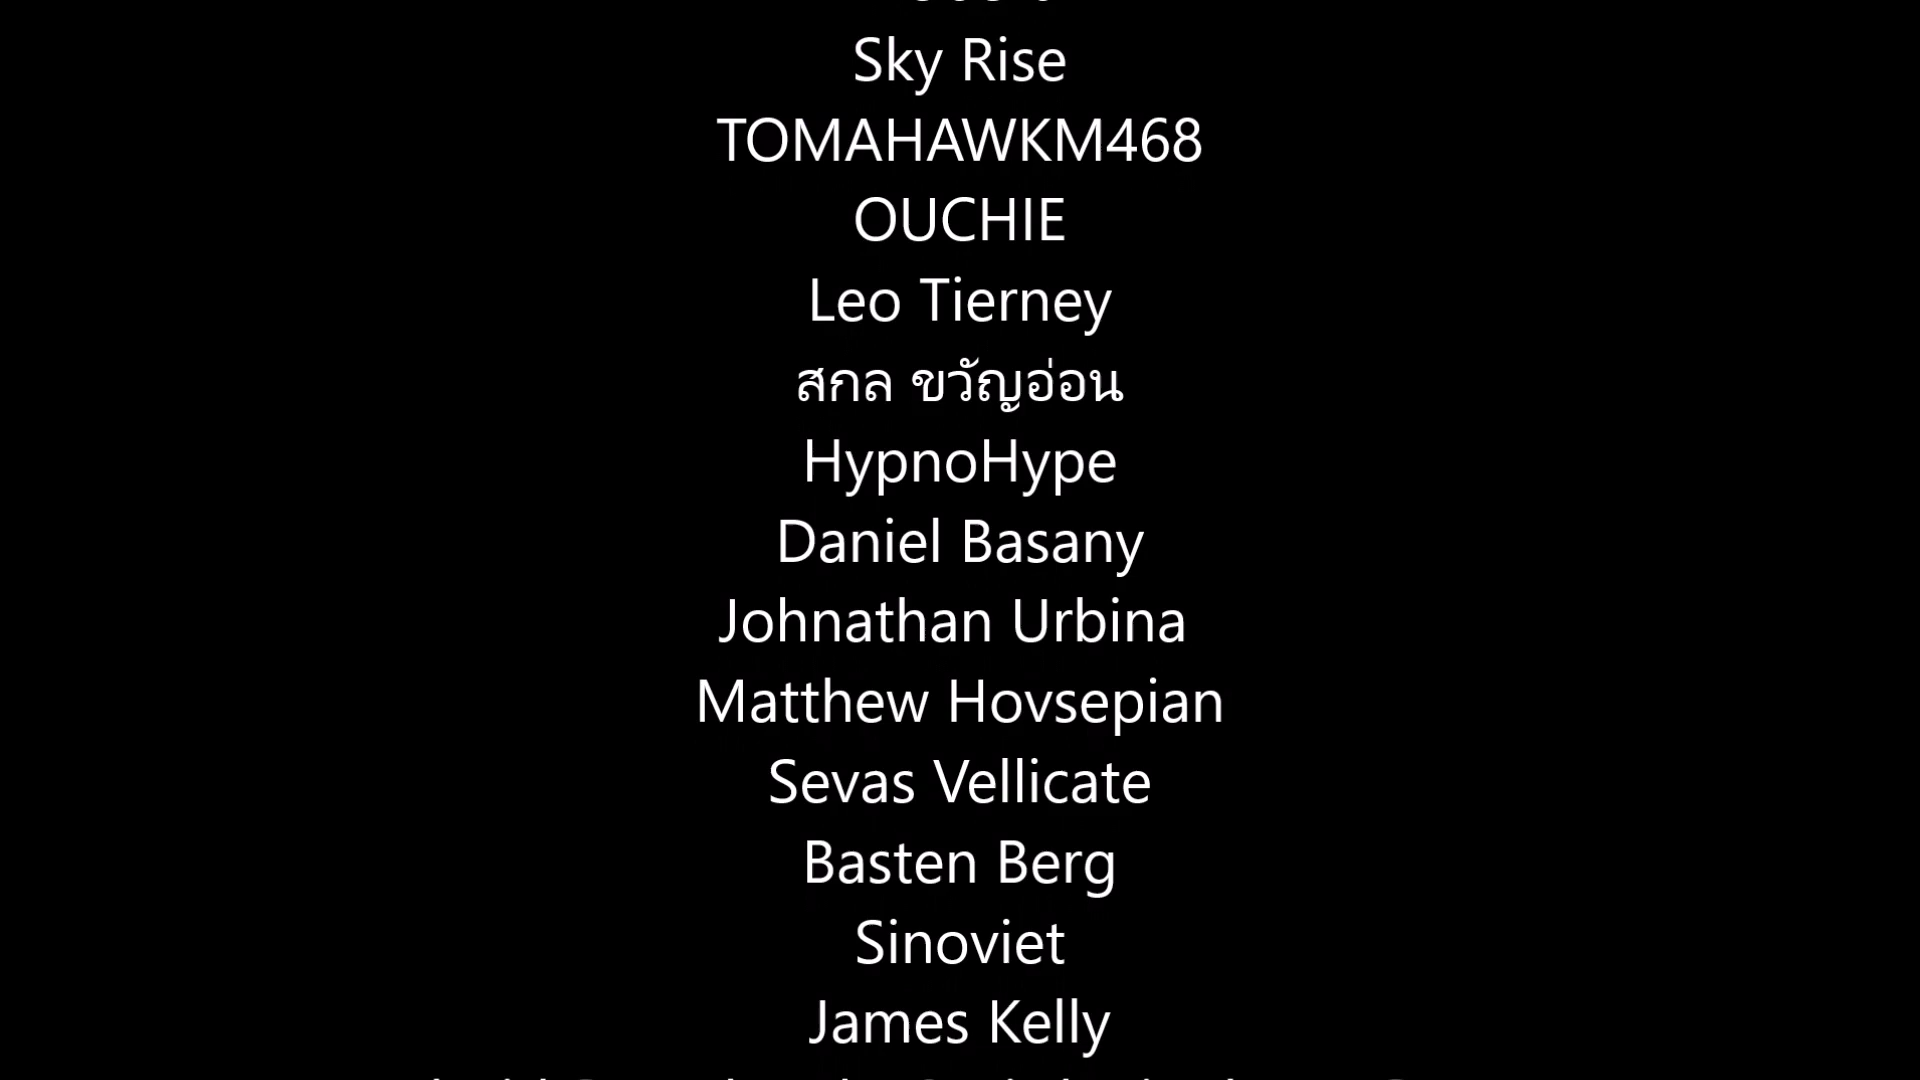 Sky Rise
TOMAHAWKM468
OUCHIE
Leo Tierney
สกล ขวัญอ่อน
HypnoHype
Daniel Basany
Johnathan Urbina
Matthew Hovsepian
Sevas Vellicate
Basten Berg
Sinoviet
James Kelly